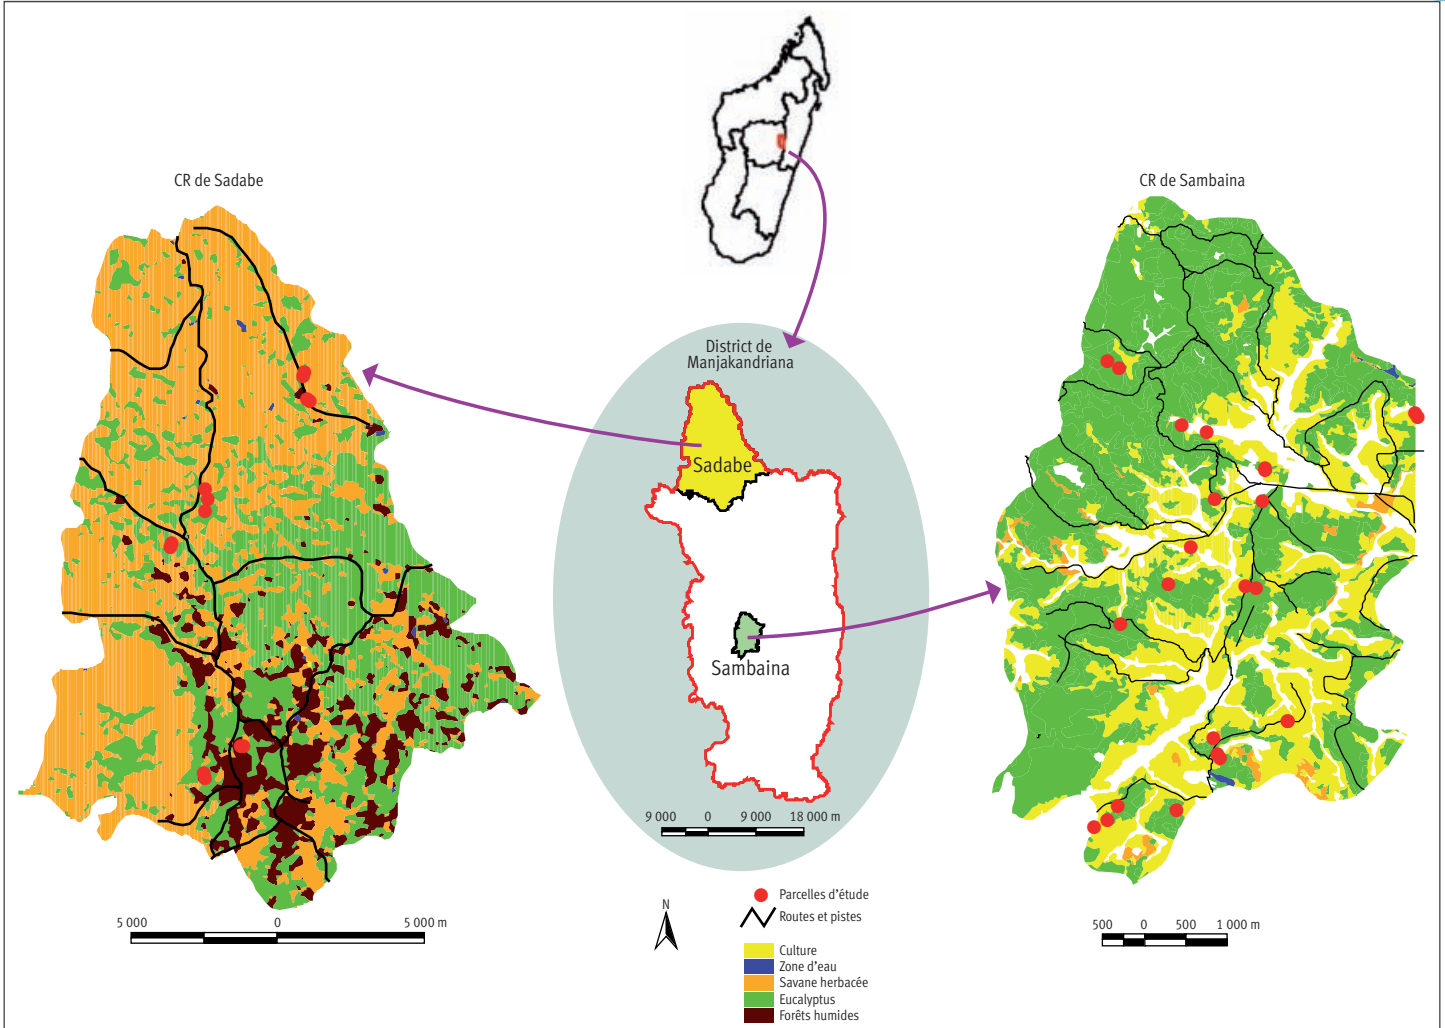 CR de Sadabe
CR de Sambaina
District de
Manjakandriana
Sadabe
Sambaina
9 000 0 9 000 18 000 m
N
Parcelles d'étude
Routes et pistes
5 000 0 5 000 m
500 0 500 1 000 m
Culture
Zone d'eau
Savane herbacée
Eucalyptus
Forêts humides